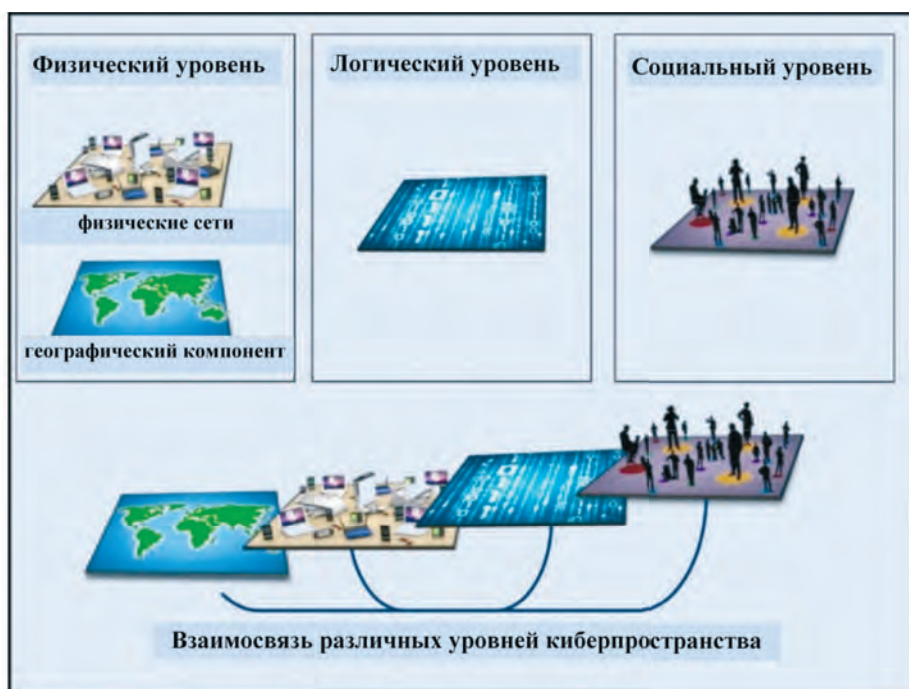 Физический уровень
физические сети
географический компонент
Логический уровень
Социальный уровень
Взаимосвязь различных уровней киберпространства